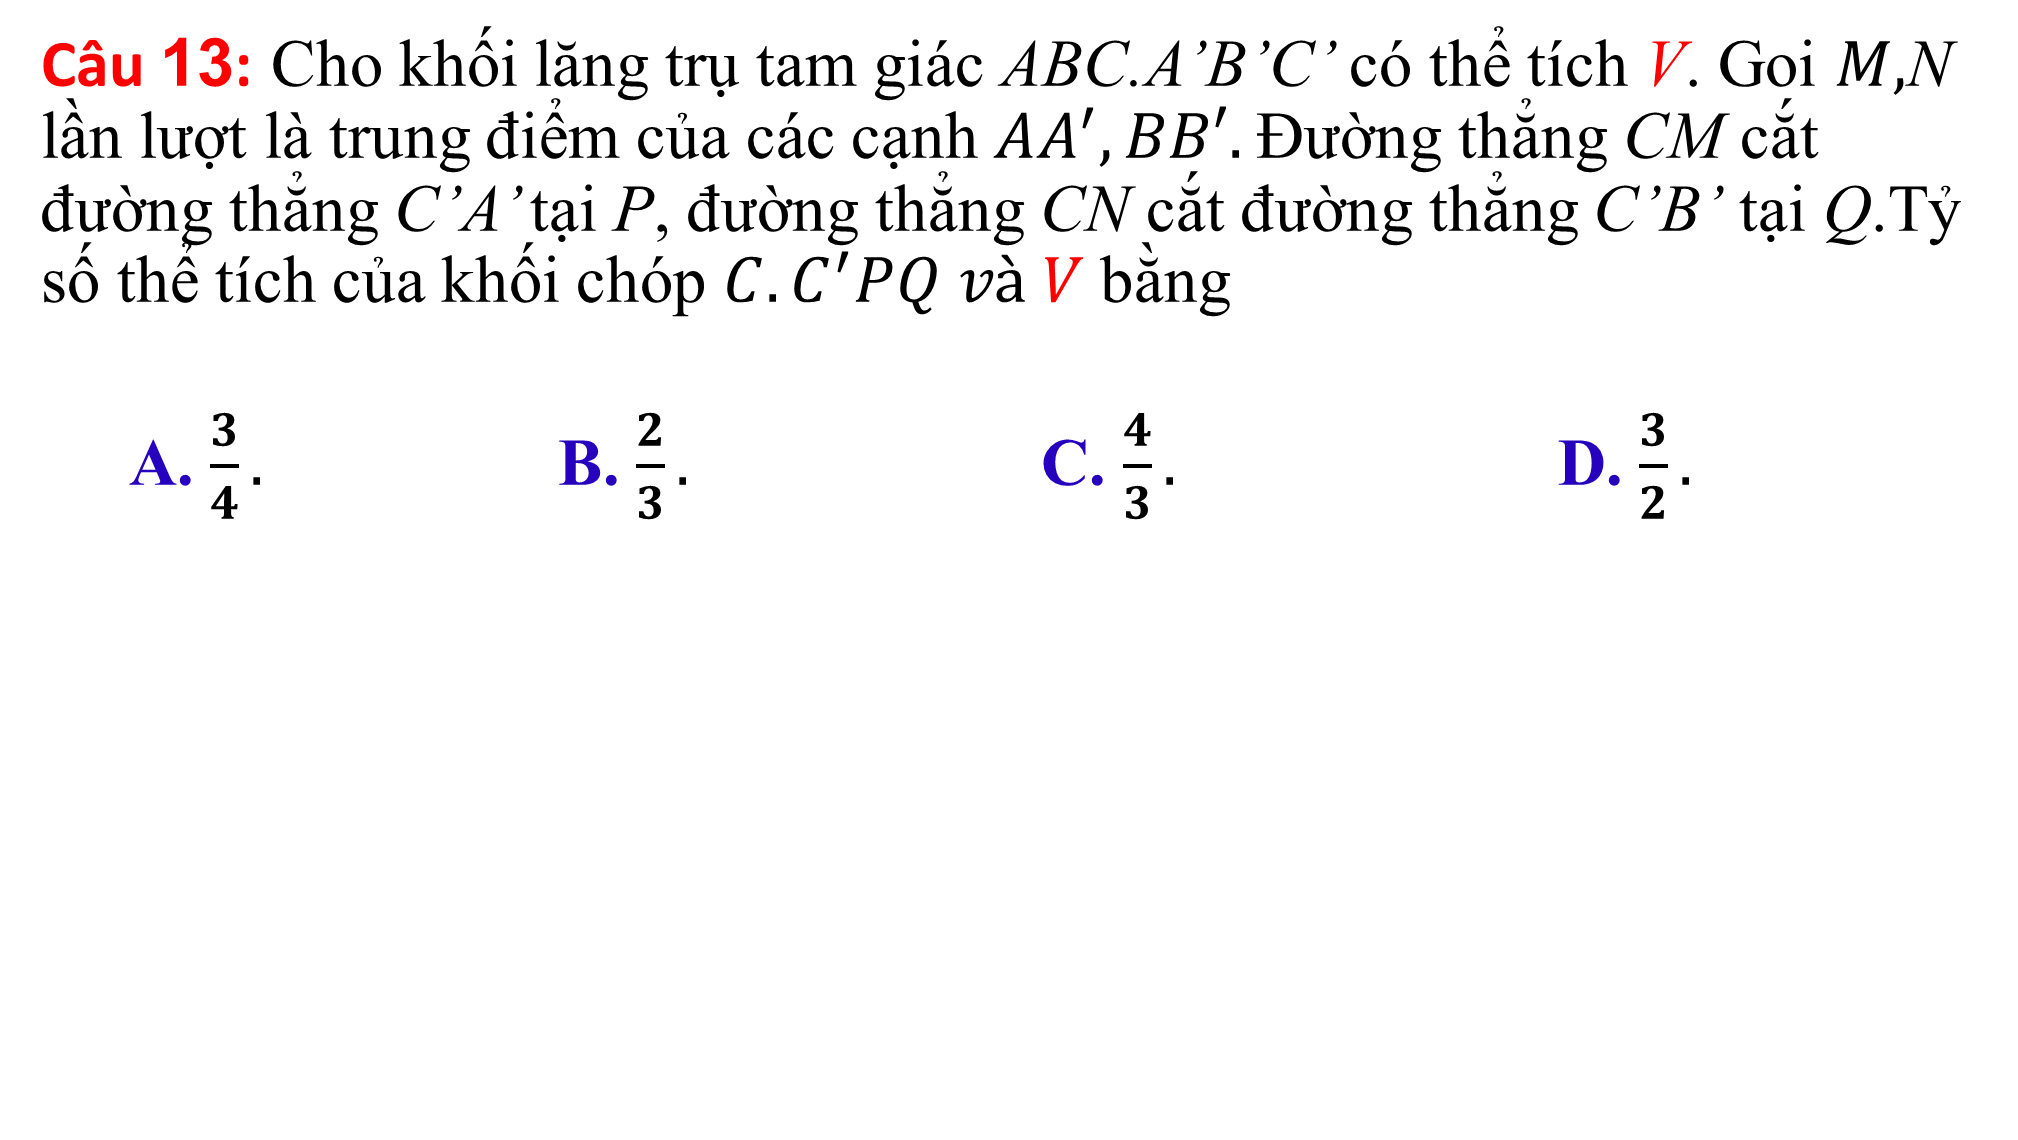 Câu 13: Cho khối lăng trụ tam giác ABC.A’B’C’ có thể tích V. Gọi M,N
lần lượt là trung điểm của các cạnh AA′, BB′. Đường thẳng CM cắt
đường thẳng C’A’ tại P, đường thẳng CN cắt đường thẳng C’B’ tại Q.Tỷ
số thể tích của khối chóp C.C′PQ và V bằng
A. 3/4 . B. 2/3 . C. 4/3 . D. 3/2 .